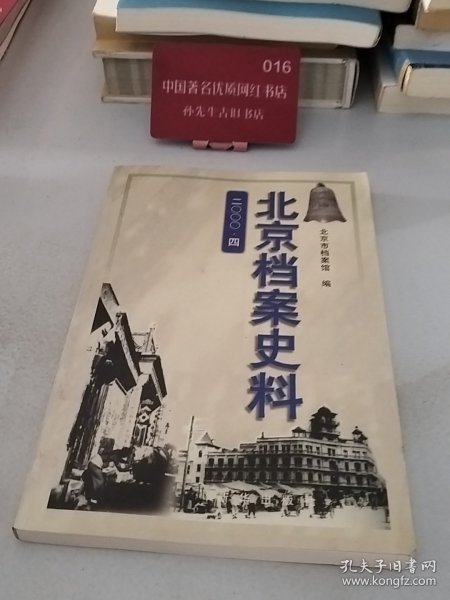 016
中国著名优质网红书店
孙先生古旧书店
北京档案史料
二〇〇〇·四
北京市档案馆 编
孔夫子旧书网
www.kongfz.com